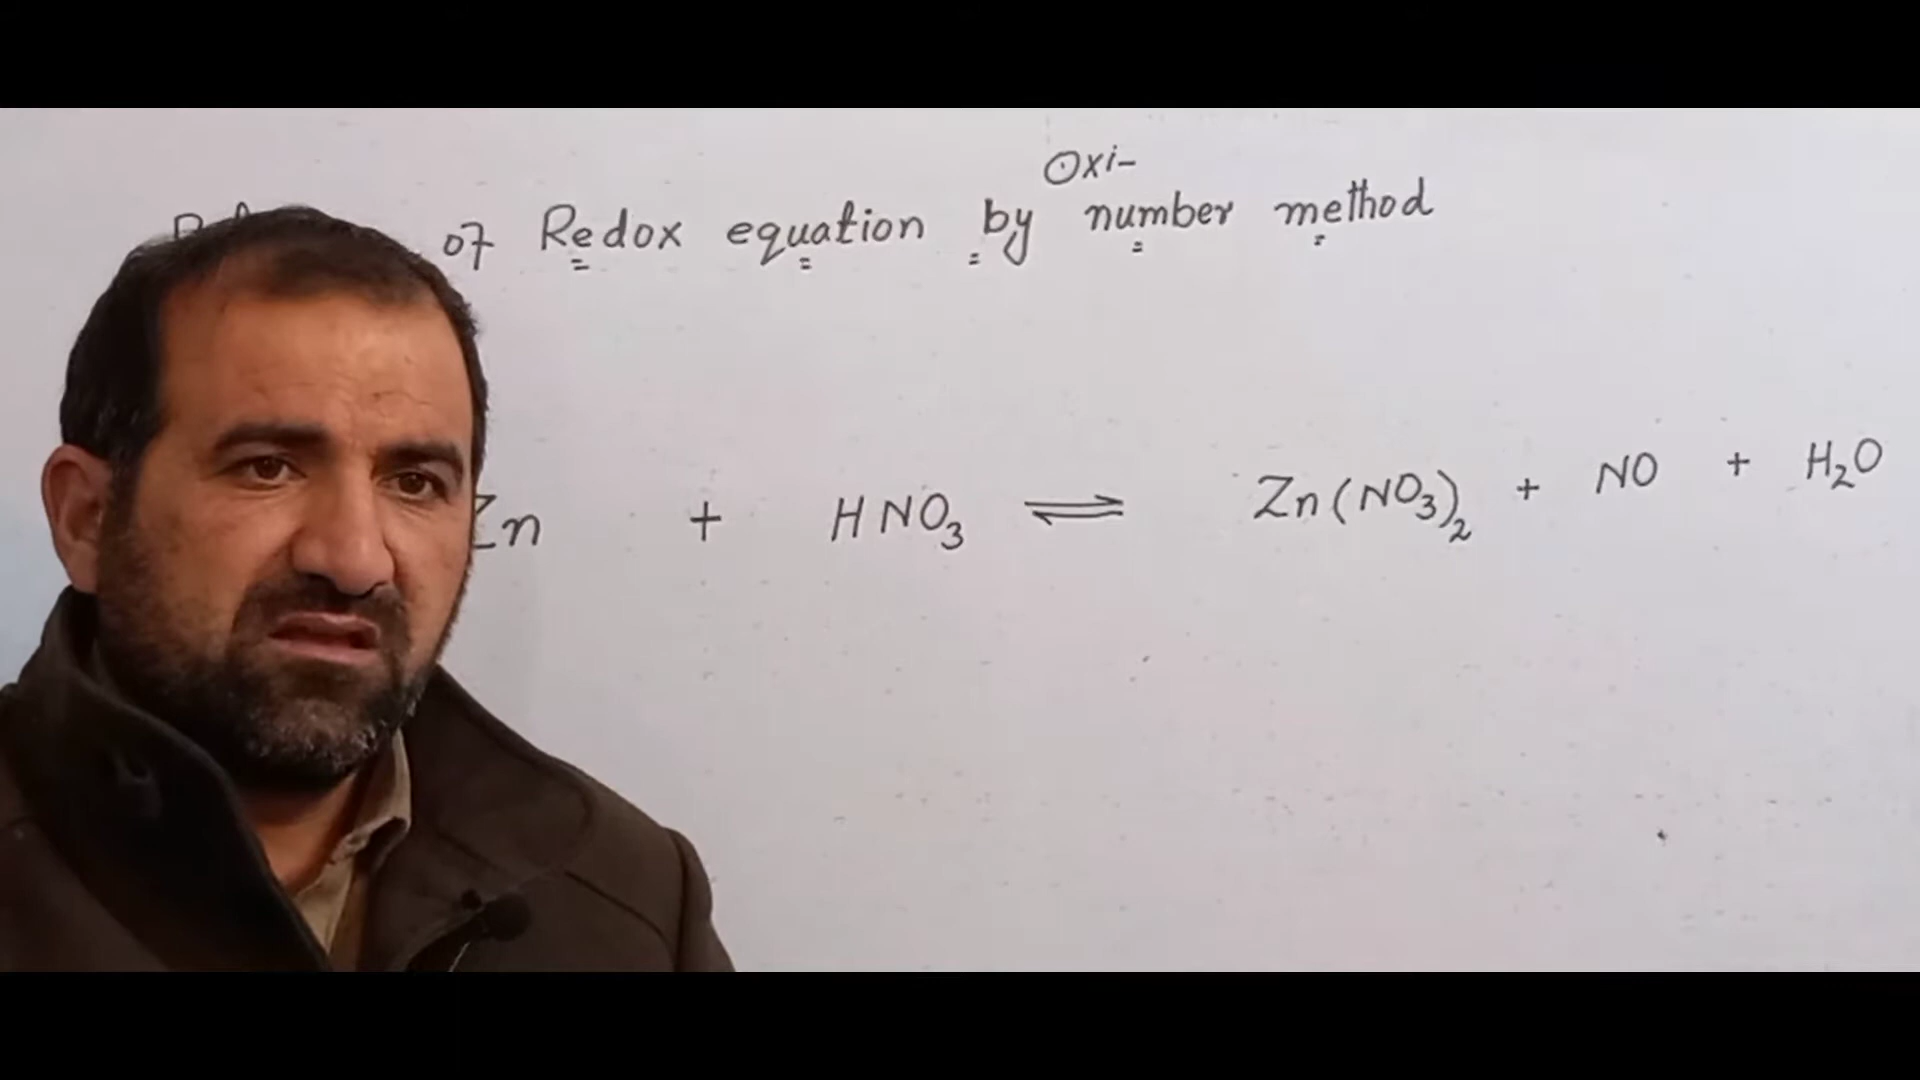 Oxi-
of Redox equation by number method
Zn + HNO₃ ⇌ Zn(NO₃)₂ + NO + H₂O